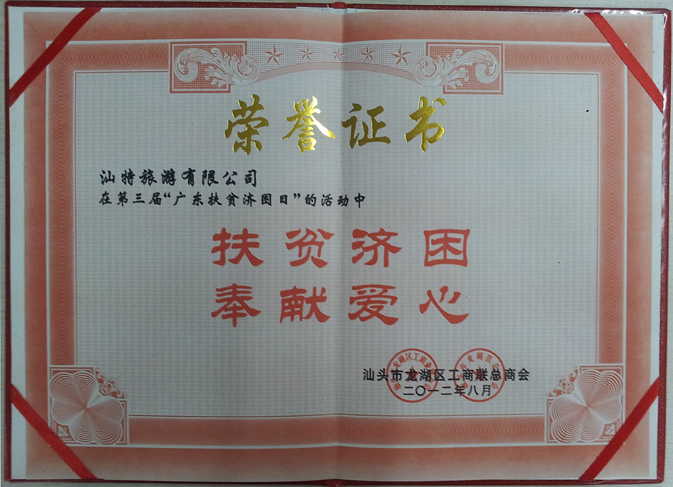 荣誉证书
汕特旅游有限公司
在第三届“广东扶贫济困日”的活动中
扶贫济困
奉献爱心
汕头市龙湖区工商联总商会
二〇一二年八月